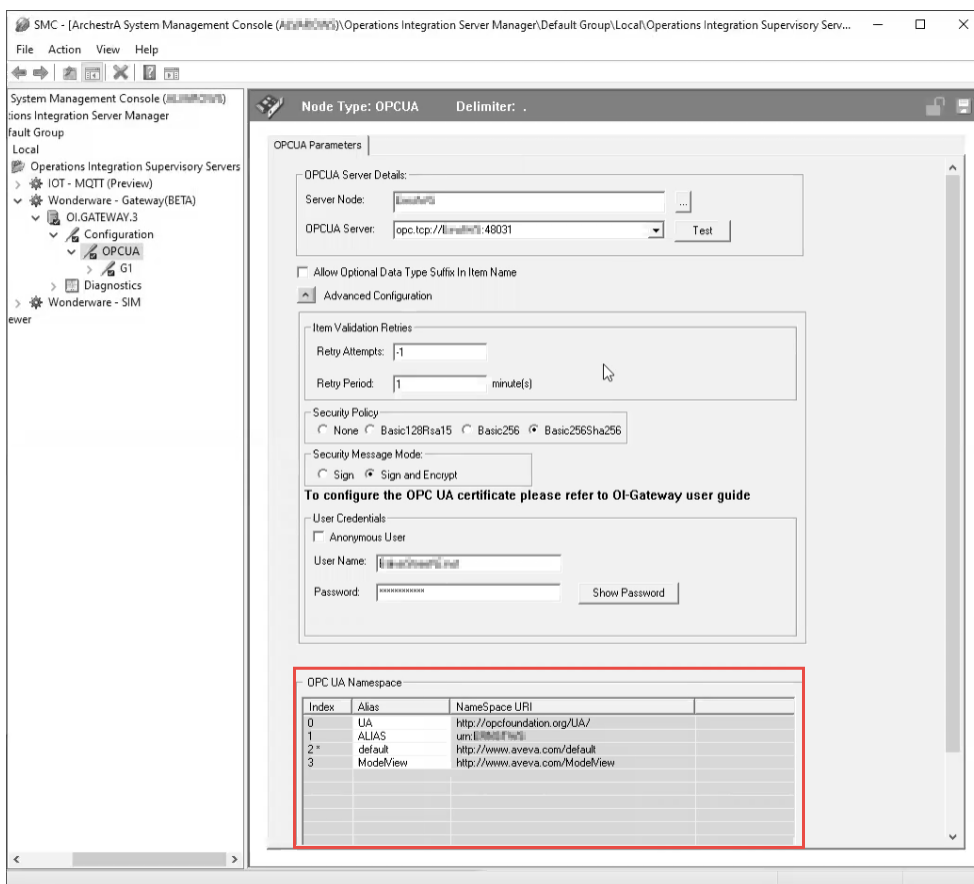 SMC - [ArchestrA System Management Console (
)\Operations Integration Server Manager\Default Group\Local\Operations Integration Supervisory Serv...
File Action View Help
System Management Console (
tions Integration Server Manager
fault Group
Local
Operations Integration Supervisory Servers
IOT - MQTT (Preview)
Wonderware - Gateway(BETA)
OI.GATEWAY.3
Configuration
OPCUA
G1
Diagnostics
Wonderware - SIM
ewer
Node Type: OPCUA Delimiter: .
OPCUA Parameters
OPCUA Server Details:
Server Node: ...
OPCUA Server: opc.tcp:// :48031 Test
Allow Optional Data Type Suffix In Item Name
Advanced Configuration
Item Validation Retries
Retry Attempts: -1
Retry Period: 1 minute(s)
Security Policy
None Basic128Rsa15 Basic256 Basic256Sha256
Security Message Mode:
Sign Sign and Encrypt
To configure the OPC UA certificate please refer to OI-Gateway user guide
User Credentials
Anonymous User
User Name:
Password: ************ Show Password
OPC UA Namespace
Index Alias NameSpace URI
0 UA http://opcfoundation.org/UA/
1 ALIAS urn:
2 * default http://www.aveva.com/default
3 ModelView http://www.aveva.com/ModelView